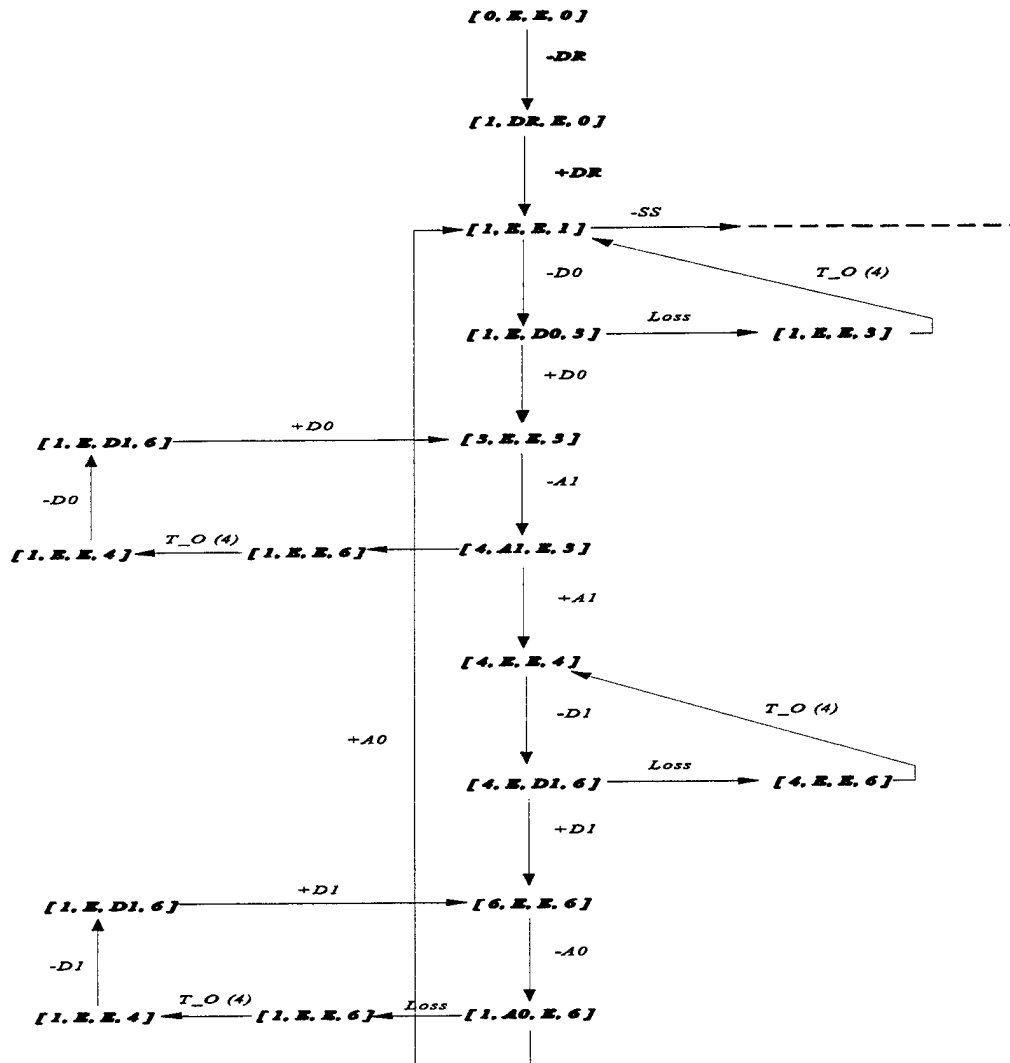 [ 0, E, E, 0 ]
-DR
[ 1, DR, E, 0 ]
+DR
[ 1, E, E, 1 ]
-SS
-D0
T_O (4)
[ 1, E, D0, 3 ]
Loss
[ 1, E, E, 3 ]
+D0
[ 1, E, D1, 6 ]
+D0
[ 3, E, E, 3 ]
-D0
-A1
[ 1, E, E, 4 ]
T_O (4)
[ 1, E, E, 6 ]
[ 4, A1, E, 3 ]
+A1
[ 4, E, E, 4 ]
-D1
T_O (4)
+A0
[ 4, E, D1, 6 ]
Loss
[ 4, E, E, 6 ]
+D1
[ 1, E, D1, 6 ]
+D1
[ 6, E, E, 6 ]
-D1
-A0
[ 1, E, E, 4 ]
T_O (4)
[ 1, E, E, 6 ]
Loss
[ 1, A0, E, 6 ]